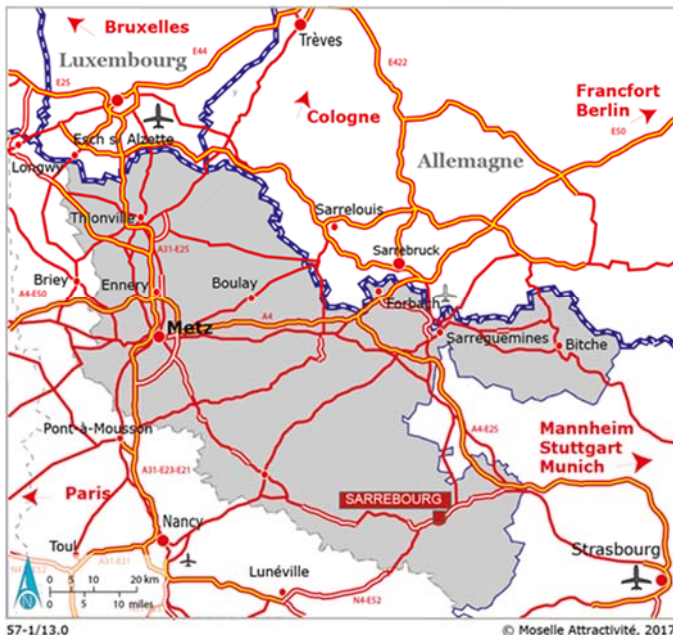 Bruxelles
Luxembourg
E44
E25
Trèves
E422
Cologne
Francfort
Berlin
E50
Allemagne
Esch s/ Alzette
Longwy
Thionville
A31-E25
Sarrelouis
Sarrebruck
Briey
A4-E50
Ennery
Boulay
Forbach
Metz
A4
Sarreguemines
Bitche
Pont-à-Mousson
A4-E25
Mannheim
Stuttgart
Munich
A31-E23-E21
Paris
SARREBOURG
Nancy
Toul
A31-E21
Strasbourg
Lunéville
N4-E52
N
0 5 10 20 km
0 5 10 miles
57-1/13.0
© Moselle Attractivité, 2017